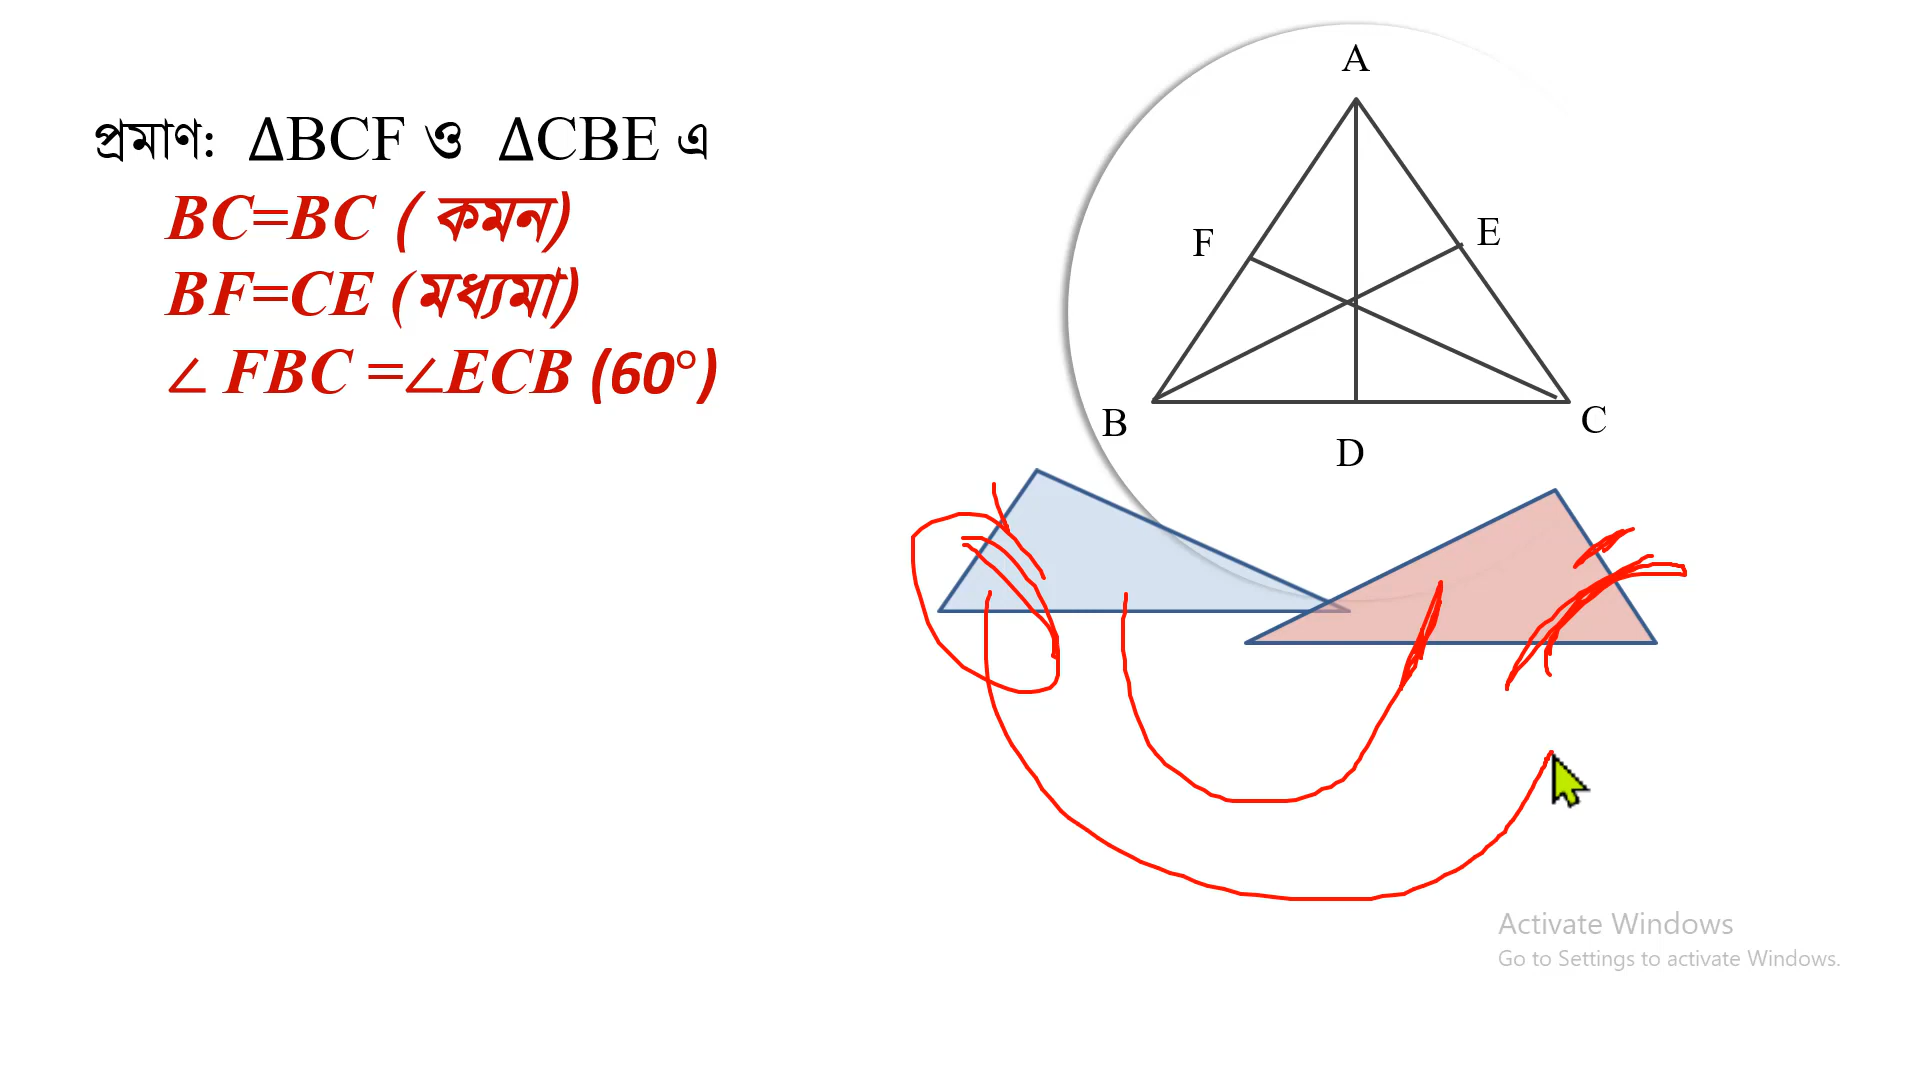 প্রমাণ: ΔBCF ও ΔCBE এ
BC=BC ( কমন)
BF=CE (মধ্যমা)
∠ FBC =∠ECB (60°)
A
F
E
B
C
D
Activate Windows
Go to Settings to activate Windows.